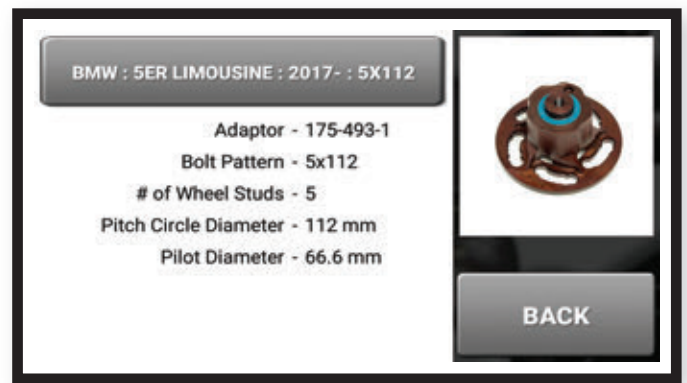 BMW : 5ER LIMOUSINE : 2017- : 5X112
Adaptor - 175-493-1
Bolt Pattern - 5x112
# of Wheel Studs - 5
Pitch Circle Diameter - 112 mm
Pilot Diameter - 66.6 mm
BACK